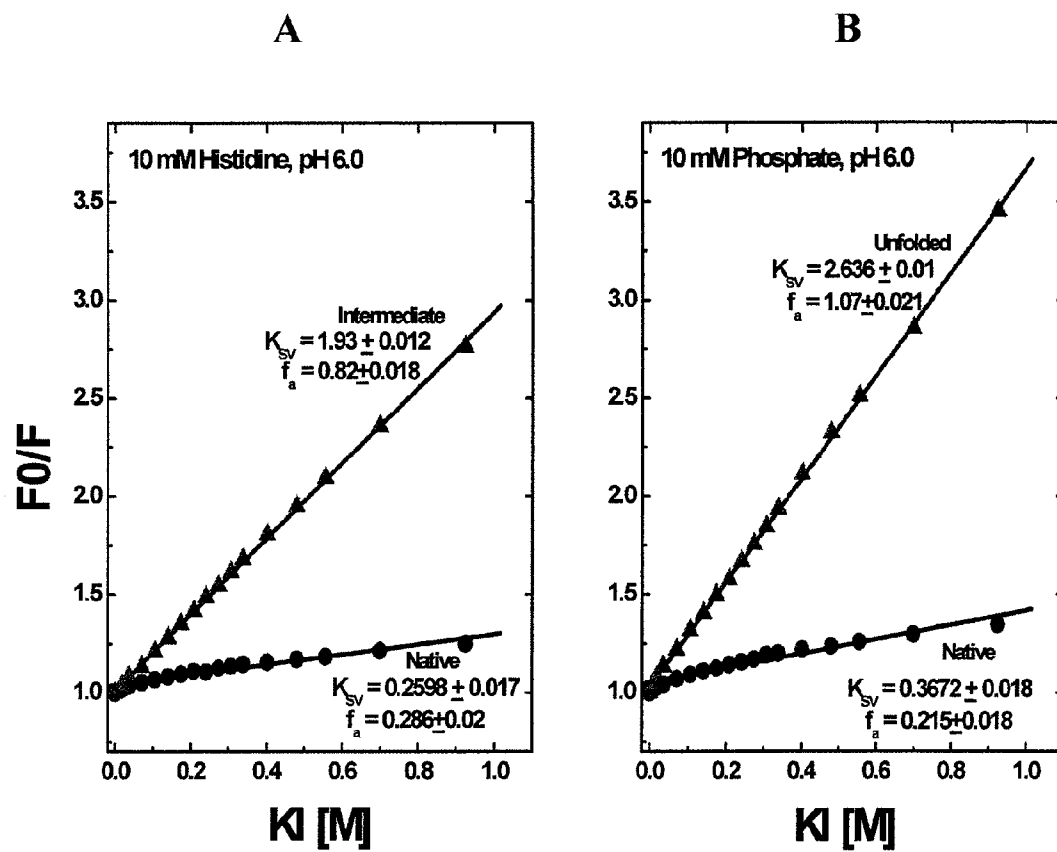 A
B
10 mM Histidine, pH 6.0
Intermediate
K_SV = 1.93 ± 0.012
f_a = 0.82±0.018
Native
K_SV = 0.2598 ± 0.017
f_a = 0.286±0.02
3.5
3.0
2.5
2.0
1.5
1.0
F0/F
0.0 0.2 0.4 0.6 0.8 1.0
KI [M]
10 mM Phosphate, pH 6.0
Unfolded
K_SV = 2.636 ± 0.01
f_a = 1.07±0.021
Native
K_SV = 0.3672 ± 0.018
f_a = 0.215±0.018
3.5
3.0
2.5
2.0
1.5
1.0
0.0 0.2 0.4 0.6 0.8 1.0
KI [M]